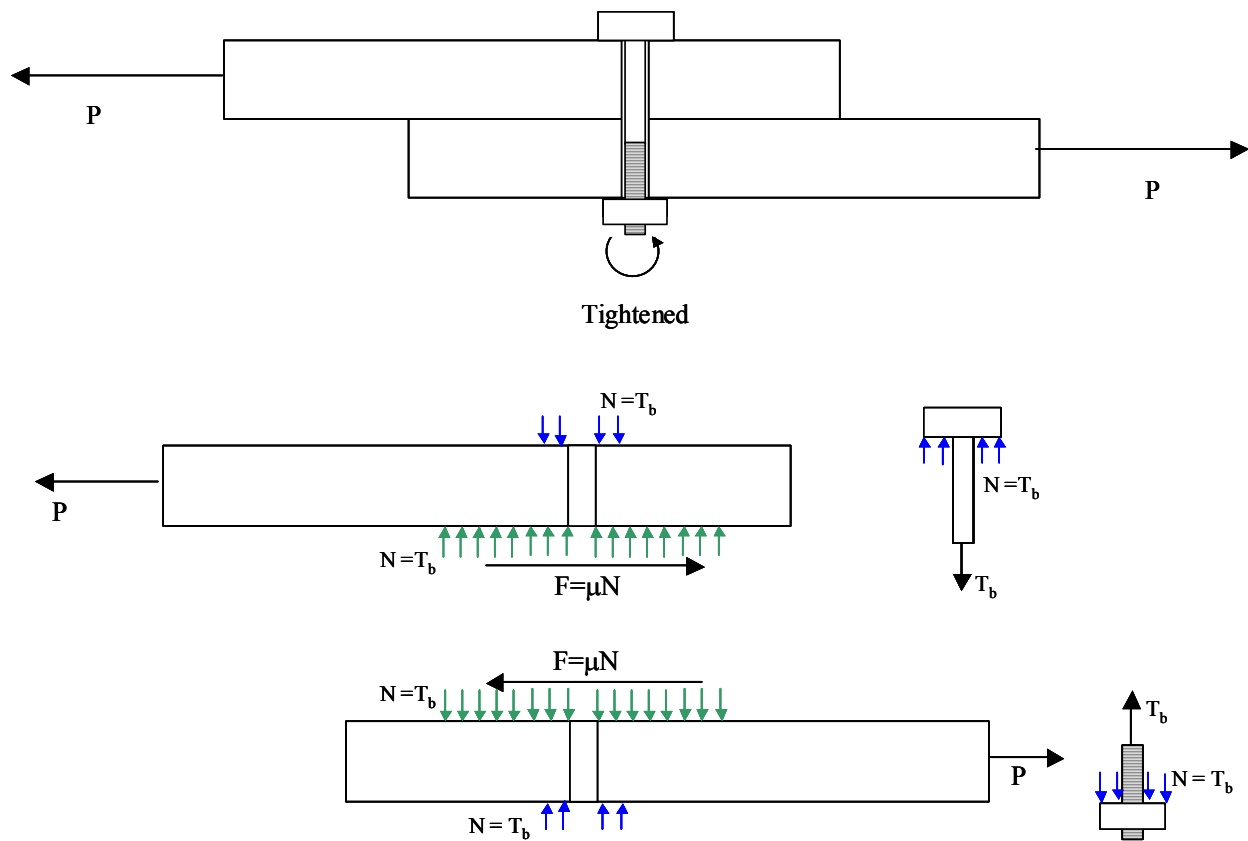 P
P
Tightened
N =Tb
P
N =Tb
N =Tb
F=μN
Tb
F=μN
N =Tb
Tb
P
N = Tb
N = Tb